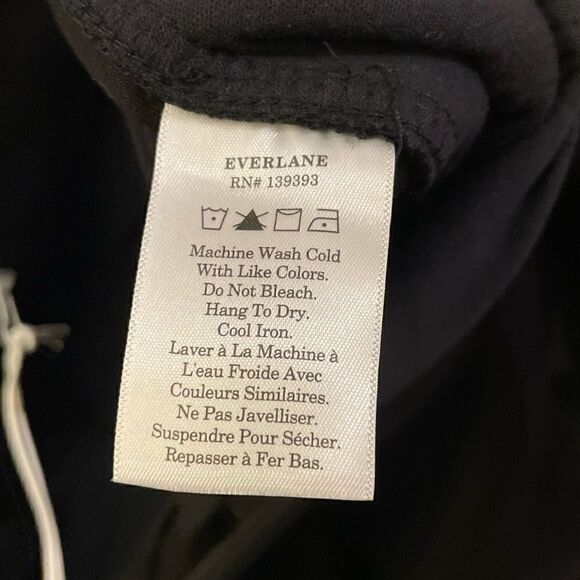 EVERLANE
RN# 139393
Machine Wash Cold
With Like Colors.
Do Not Bleach.
Hang To Dry.
Cool Iron.
Laver à La Machine à
L'eau Froide Avec
Couleurs Similaires.
Ne Pas Javelliser.
Suspendre Pour Sécher.
Repasser à Fer Bas.